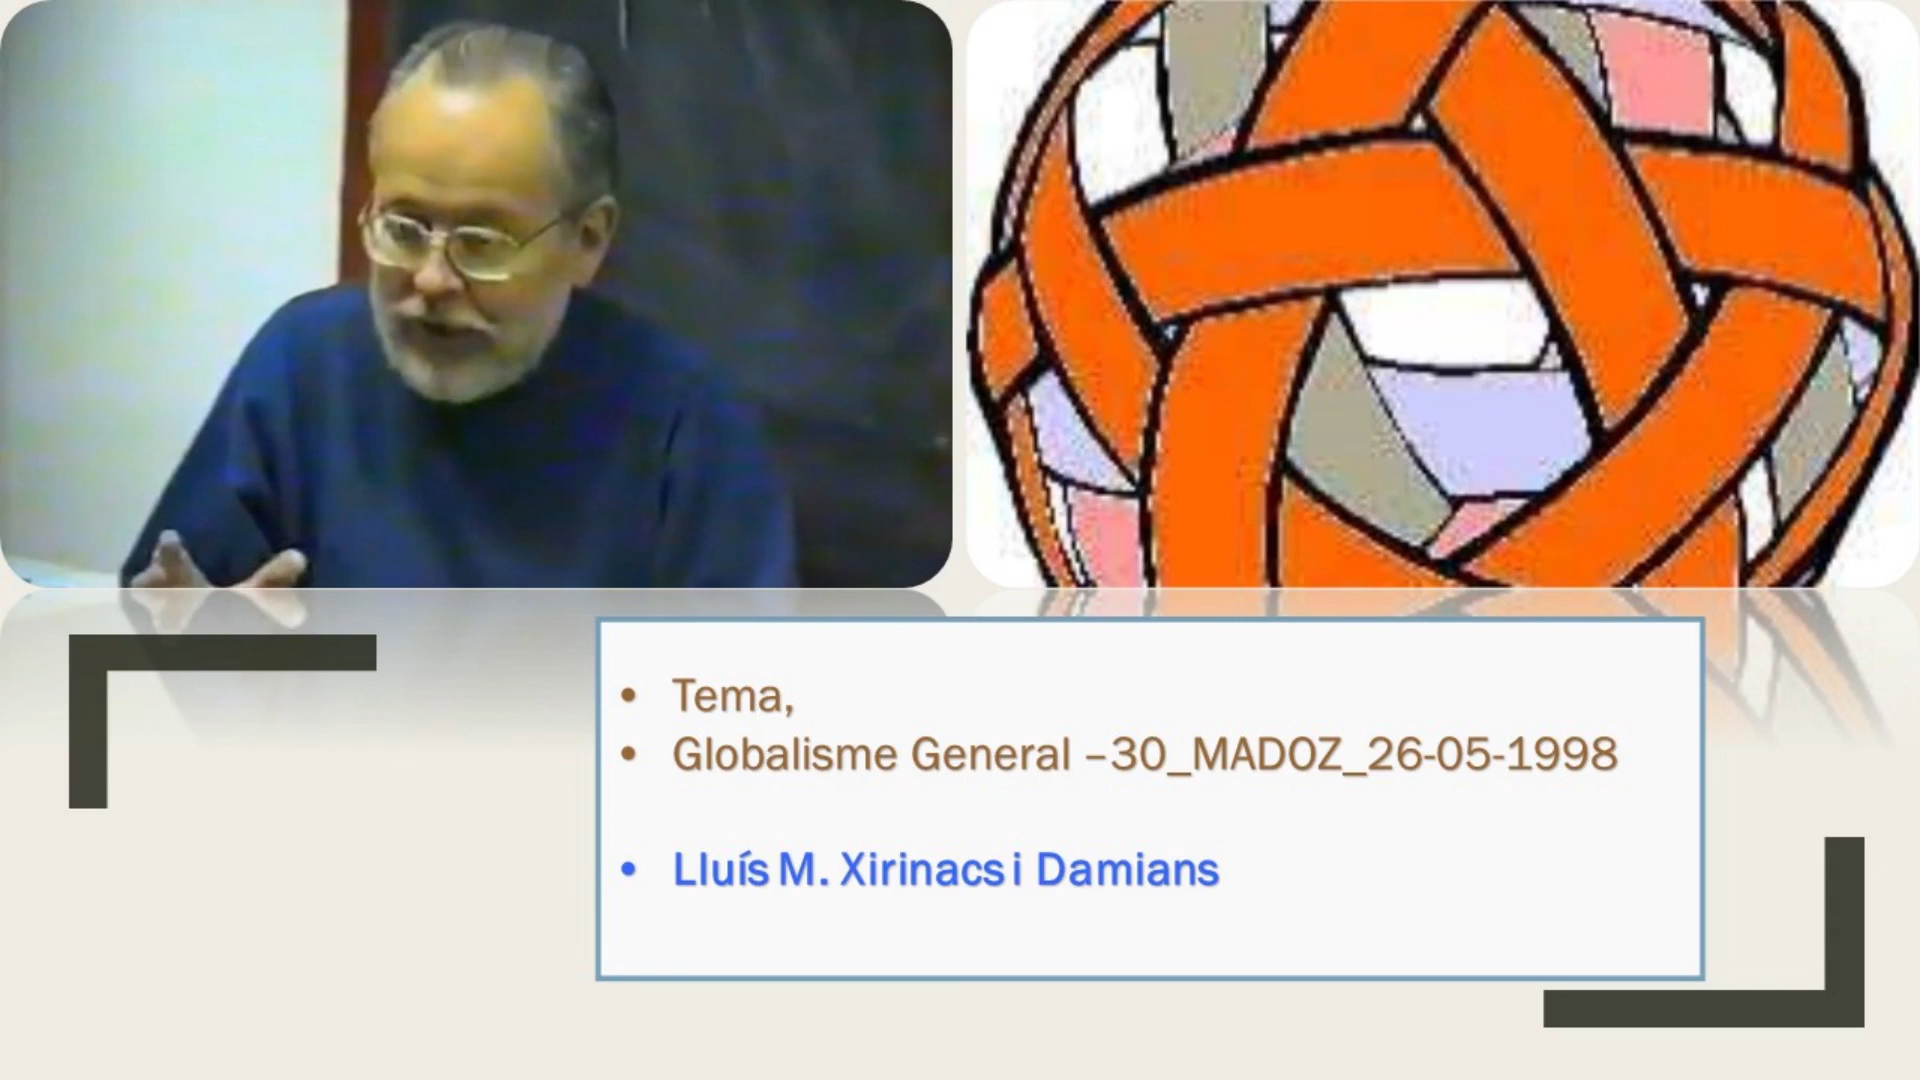 Tema,
Globalisme General –30_MADOZ_26-05-1998
Lluís M. Xirinacs i Damians